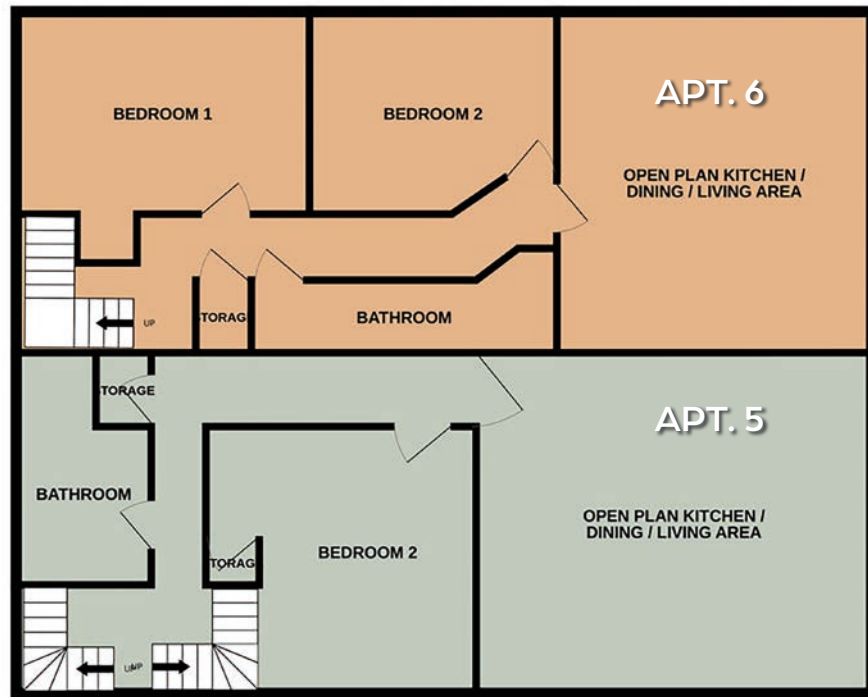 APT. 6
BEDROOM 1
BEDROOM 2
OPEN PLAN KITCHEN /
DINING / LIVING AREA
TORAG
BATHROOM
UP
TORAGE
APT. 5
BATHROOM
OPEN PLAN KITCHEN /
DINING / LIVING AREA
BEDROOM 2
TORAG